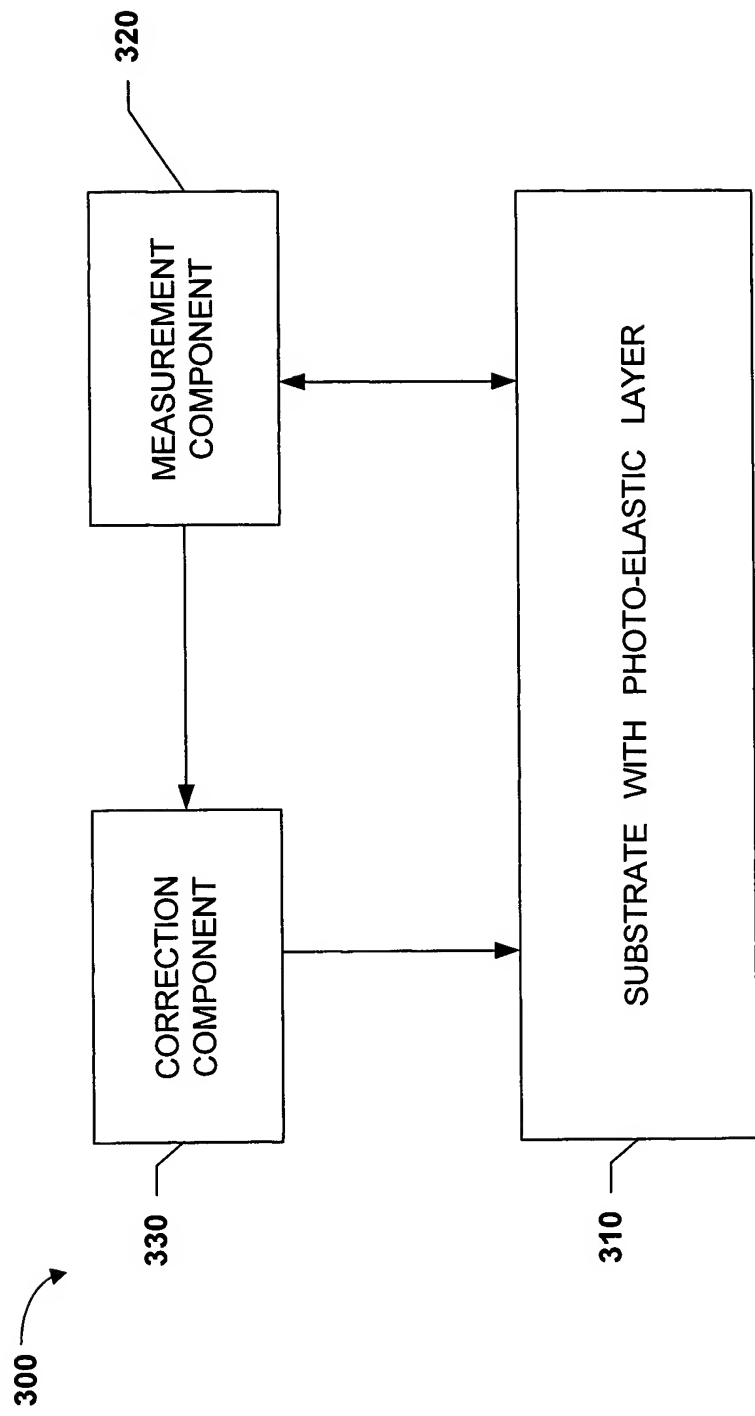 300
330
CORRECTION
COMPONENT
MEASUREMENT
COMPONENT
320
310
SUBSTRATE WITH PHOTO-ELASTIC LAYER